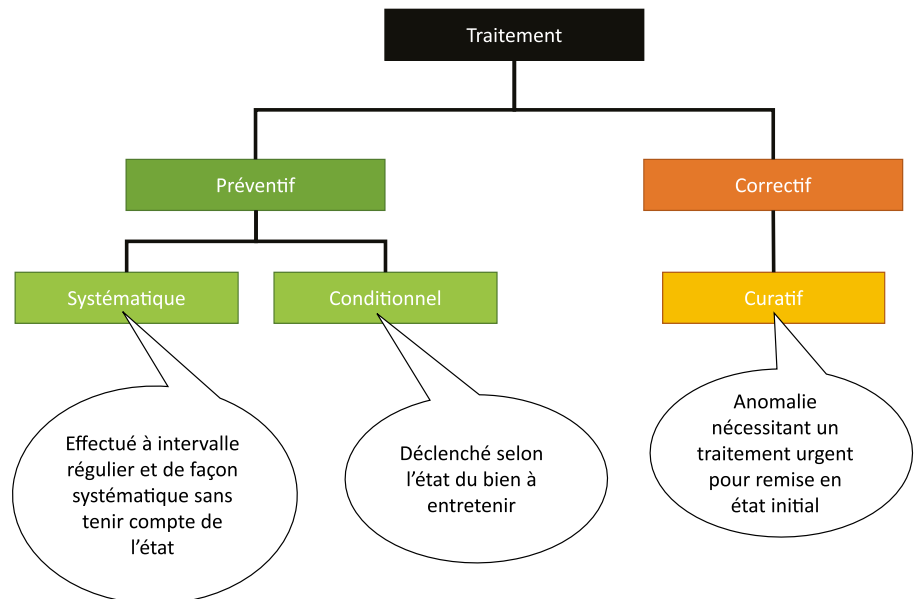 Traitement
Préventif
Correctif
Systématique
Conditionnel
Curatif
Effectué à intervalle
régulier et de façon
systématique sans
tenir compte de
l’état
Déclenché selon
l’état du bien à
entretenir
Anomalie
nécessitant un
traitement urgent
pour remise en
état initial